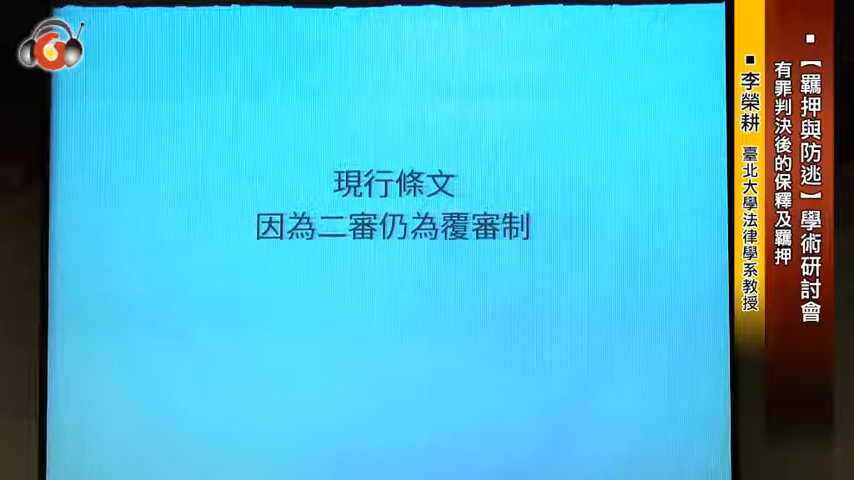 現行條文
因為二審仍為覆審制
▪【羈押與防逃】學術研討會
有罪判決後的保釋及羈押
▪李榮耕 臺北大學法律學系教授